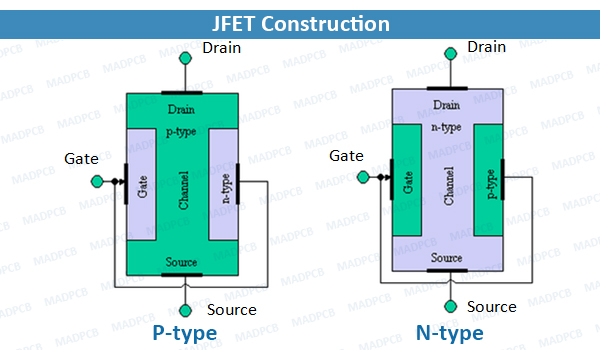 JFET Construction
Drain
Drain
Gate
Gate
Drain
p-type
Gate
Channel
n-type
Source
Drain
n-type
Gate
Channel
p-type
Source
Source
Source
P-type
N-type
MADPCB